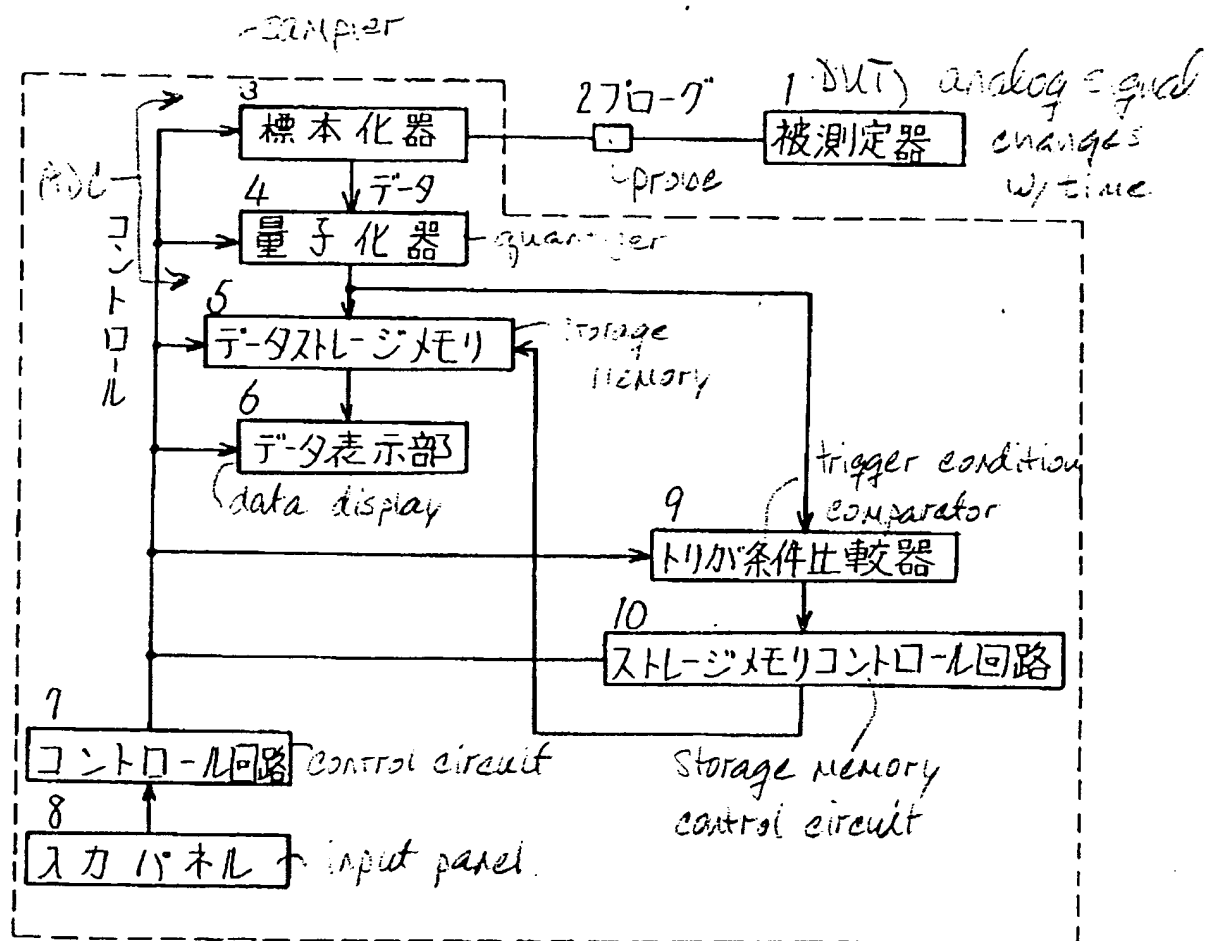 sampler
3
標本化器
2プローグ
probe
1
被測定器
DUT) analog signal
changes
w/ time
ADC
データ
4
量子化器
quantizer
コントロール
5
データストレージメモリ
storage
memory
6
データ表示部
data display
trigger condition
comparator
9
トリガ条件比較器
10
ストレージメモリコントロール回路
storage memory
control circuit
7
コントロール回路
control circuit
8
入力パネル
input panel.